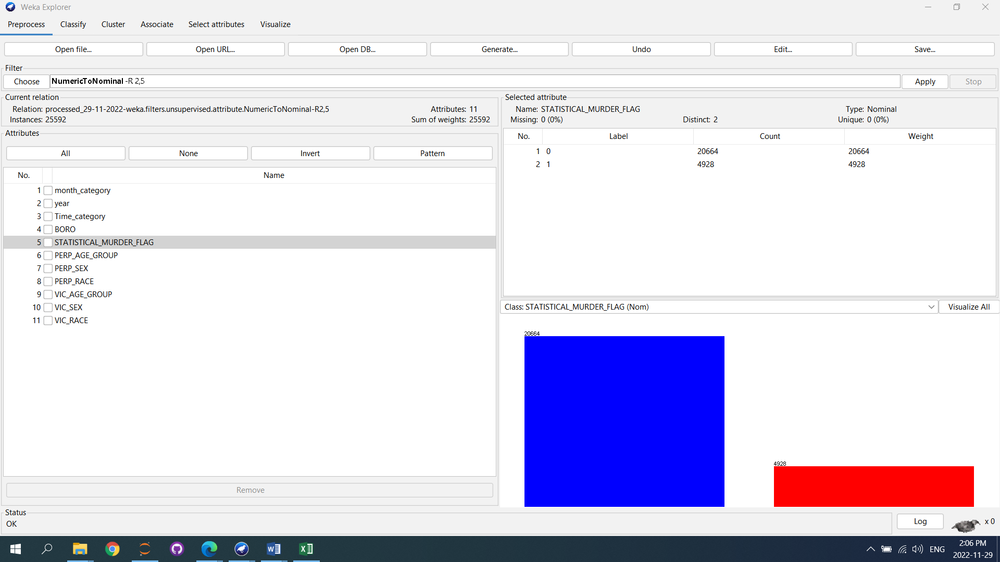 Weka Explorer
Preprocess Classify Cluster Associate Select attributes Visualize
Open file... Open URL... Open DB... Generate... Undo Edit... Save...
Filter
Choose NumericToNominal -R 2,5 Apply Stop
Current relation
Relation: processed_29-11-2022-weka.filters.unsupervised.attribute.NumericToNominal-R2,5 Attributes: 11
Instances: 25592 Sum of weights: 25592
Attributes
All None Invert Pattern
No. Name
1 month_category
2 year
3 Time_category
4 BORO
5 STATISTICAL_MURDER_FLAG
6 PERP_AGE_GROUP
7 PERP_SEX
8 PERP_RACE
9 VIC_AGE_GROUP
10 VIC_SEX
11 VIC_RACE
Remove
Selected attribute
Name: STATISTICAL_MURDER_FLAG Type: Nominal
Missing: 0 (0%) Distinct: 2 Unique: 0 (0%)
No. Label Count Weight
1 0 20664 20664
2 1 4928 4928
Class: STATISTICAL_MURDER_FLAG (Nom) Visualize All
20664
4928
Status
OK
Log x 0
ENG 2:06 PM
2022-11-29